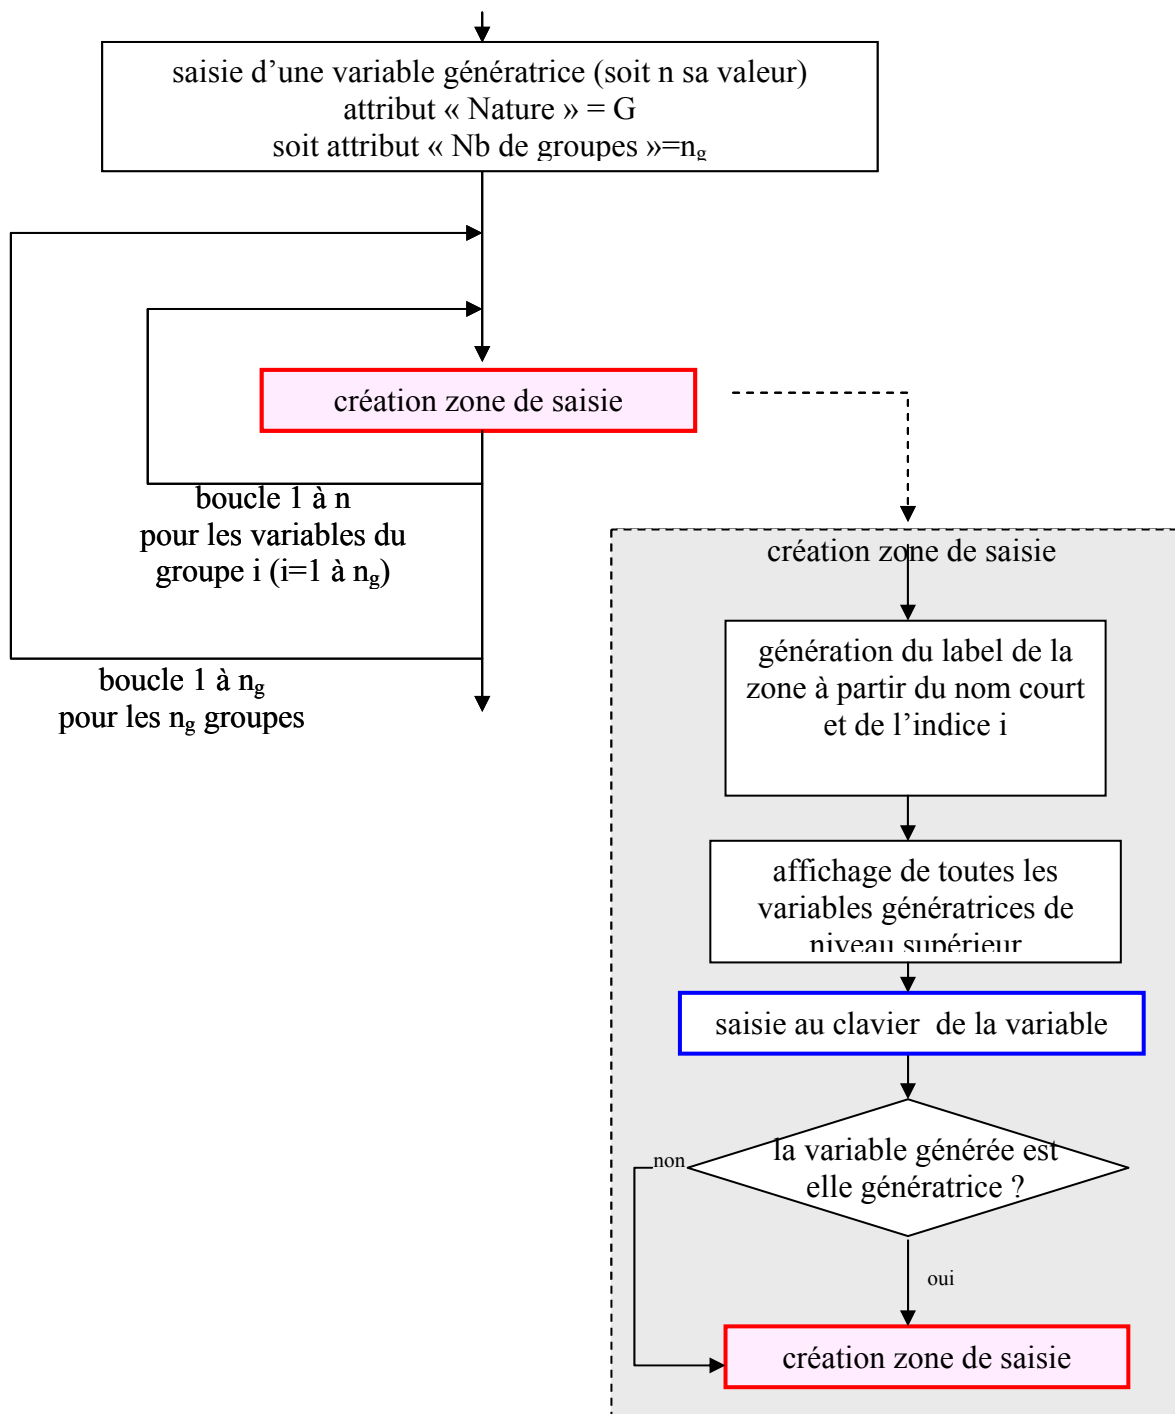 saisie d’une variable génératrice (soit n sa valeur)
attribut « Nature » = G
soit attribut « Nb de groupes »=ng
création zone de saisie
boucle 1 à n
pour les variables du
groupe i (i=1 à ng)
boucle 1 à ng
pour les ng groupes
création zone de saisie
génération du label de la
zone à partir du nom court
et de l’indice i
affichage de toutes les
variables génératrices de
niveau supérieur
saisie au clavier de la variable
la variable générée est
elle génératrice ?
non
oui
création zone de saisie